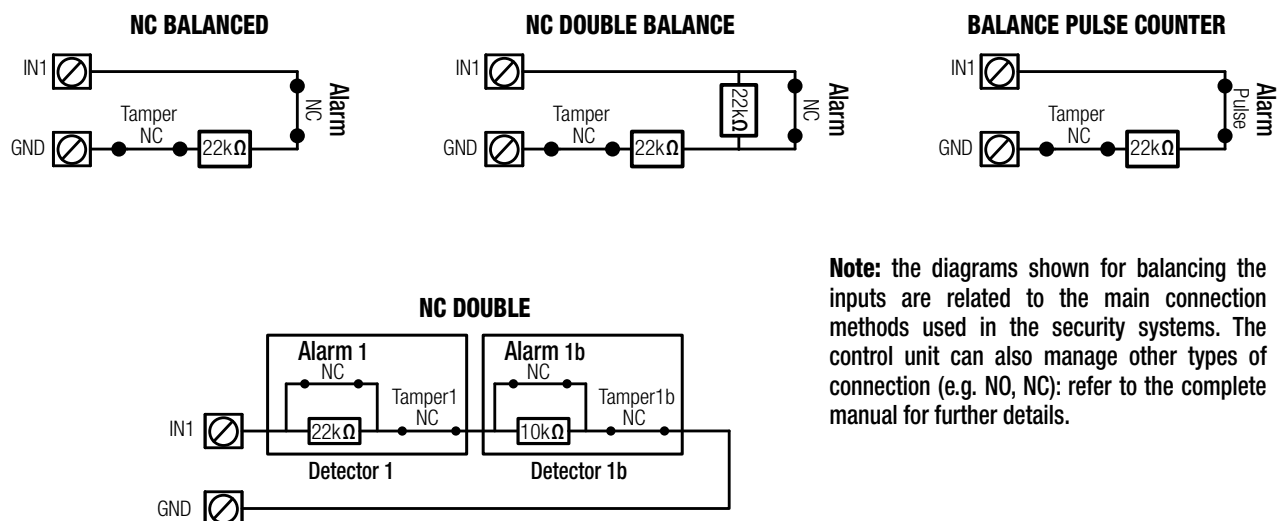 NC BALANCED
IN1
NC
Alarm
Tamper
NC
GND
22kΩ
NC DOUBLE BALANCE
IN1
22kΩ
NC
Alarm
Tamper
NC
GND
22kΩ
BALANCE PULSE COUNTER
IN1
Pulse
Alarm
Tamper
NC
GND
22kΩ
Note: the diagrams shown for balancing the
inputs are related to the main connection
methods used in the security systems. The
control unit can also manage other types of
connection (e.g. NO, NC): refer to the complete
manual for further details.
NC DOUBLE
Alarm 1
NC
Tamper1
NC
IN1
22kΩ
Detector 1
Alarm 1b
NC
Tamper1b
NC
10kΩ
Detector 1b
GND